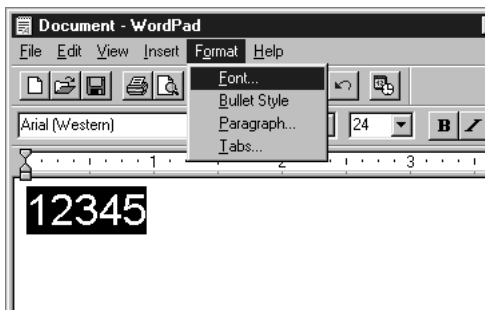 Document - WordPad
File Edit View Insert Format Help
Font...
Bullet Style
Paragraph...
Tabs...
Arial (Western) 24 B I
1 2 3
12345